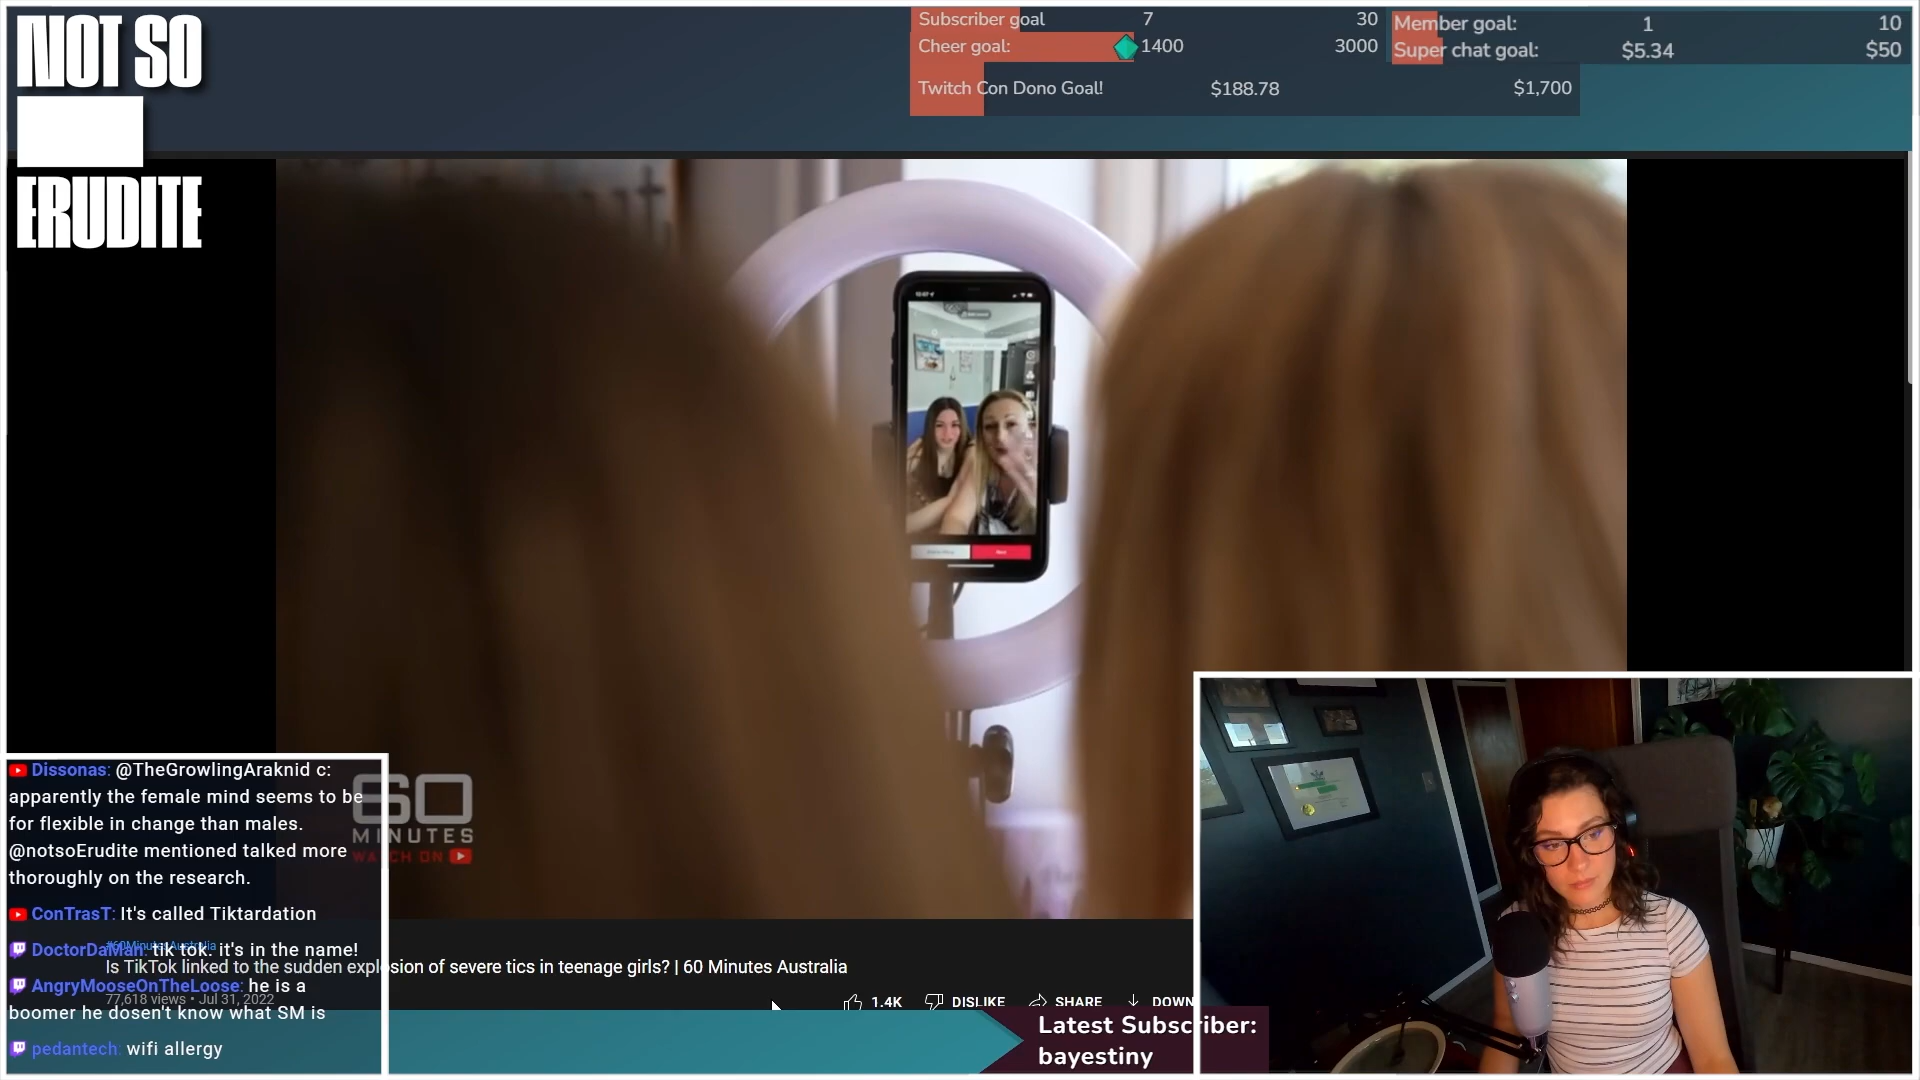 NOT SO
ERUDITE
Subscriber goal 7 30
Cheer goal: 1400 3000
Twitch Con Dono Goal! $188.78 $1,700
Member goal: 1 10
Super chat goal: $5.34 $50
60
MINUTES
WATCH ON
Dissonas: @TheGrowlingAraknid c:
apparently the female mind seems to be
for flexible in change than males.
@notsoErudite mentioned talked more
thoroughly on the research.
ConTrasT: It's called Tiktardation
DoctorDaMan: tik tok. it's in the name!
AngryMooseOnTheLoose: he is a
boomer he dosen't know what SM is
pedantech: wifi allergy
#60MinutesAustralia
Is TikTok linked to the sudden explosion of severe tics in teenage girls? | 60 Minutes Australia
77,618 views • Jul 31, 2022
1.4K DISLIKE SHARE DOWN
Latest Subscriber:
bayestiny